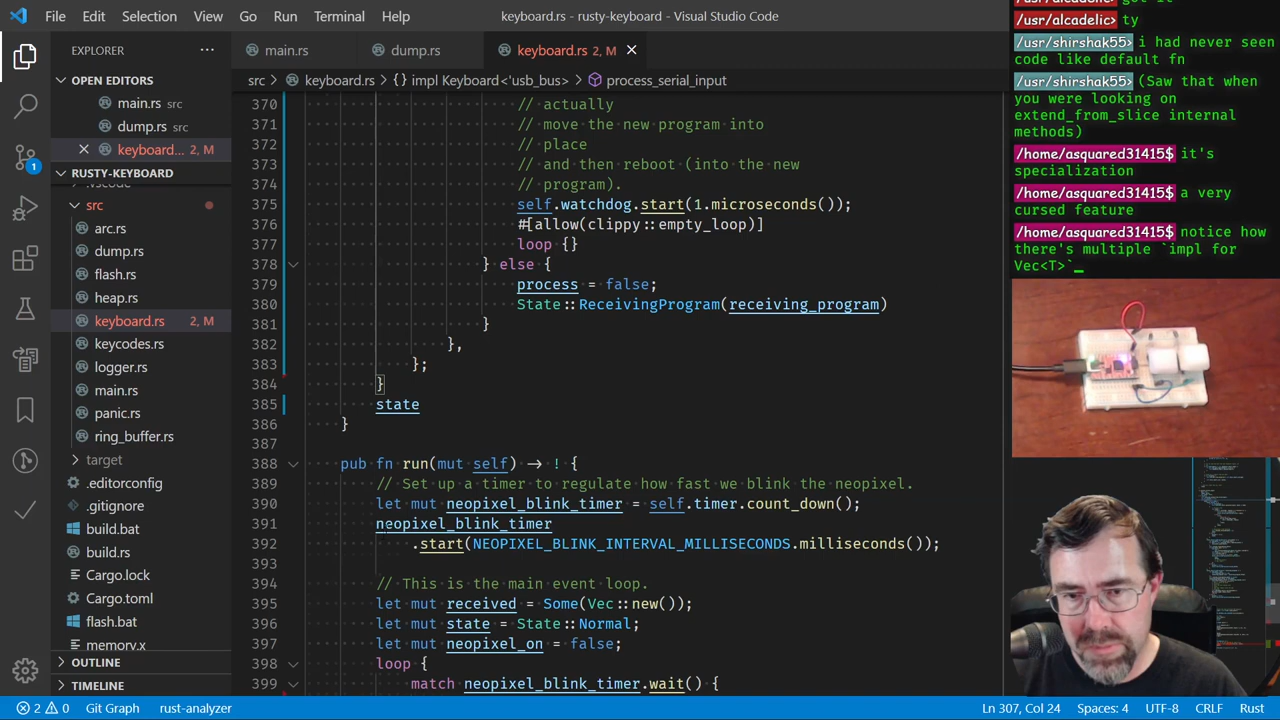 File Edit Selection View Go Run Terminal Help
keyboard.rs - rusty-keyboard - Visual Studio Code
EXPLORER
OPEN EDITORS
main.rs src
dump.rs src
keyboard... 2, M
RUSTY-KEYBOARD
.vscode
src
arc.rs
dump.rs
flash.rs
heap.rs
keyboard.rs 2, M
keycodes.rs
logger.rs
main.rs
panic.rs
ring_buffer.rs
target
.editorconfig
.gitignore
build.bat
build.rs
Cargo.lock
Cargo.toml
flash.bat
memory.x
OUTLINE
TIMELINE
1
main.rs dump.rs keyboard.rs 2, M
src > keyboard.rs > {} impl Keyboard<'usb_bus> > process_serial_input
370 // actually
371 // move the new program into
372 // place
373 // and then reboot (into the new
374 // program).
375 self.watchdog.start(1.microseconds());
376 #[allow(clippy::empty_loop)]
377 loop {}
378 } else {
379 process = false;
380 State::ReceivingProgram(receiving_program)
381 }
382 },
383 };
384 }
385 state
386 }
387
388 pub fn run(mut self) -> ! {
389 // Set up a timer to regulate how fast we blink the neopixel.
390 let mut neopixel_blink_timer = self.timer.count_down();
391 neopixel_blink_timer
392 .start(NEOPIXEL_BLINK_INTERVAL_MILLISECONDS.milliseconds());
393
394 // This is the main event loop.
395 let mut received = Some(Vec::new());
396 let mut state = State::Normal;
397 let mut neopixel_on = false;
398 loop {
399 match neopixel_blink_timer.wait() {
/usr/alcadelic> ty
/usr/shirshak55> i had never seen
code like default fn
/usr/shirshak55> (Saw that when
you were looking on
extend_from_slice internal
methods)
/home/asquared31415$ it's
specialization
/home/asquared31415$ a very
cursed feature
/home/asquared31415$ notice how
there's multiple `impl for
Vec<T>`_
2 0 Git Graph rust-analyzer
Ln 307, Col 24 Spaces: 4 UTF-8 CRLF Rust